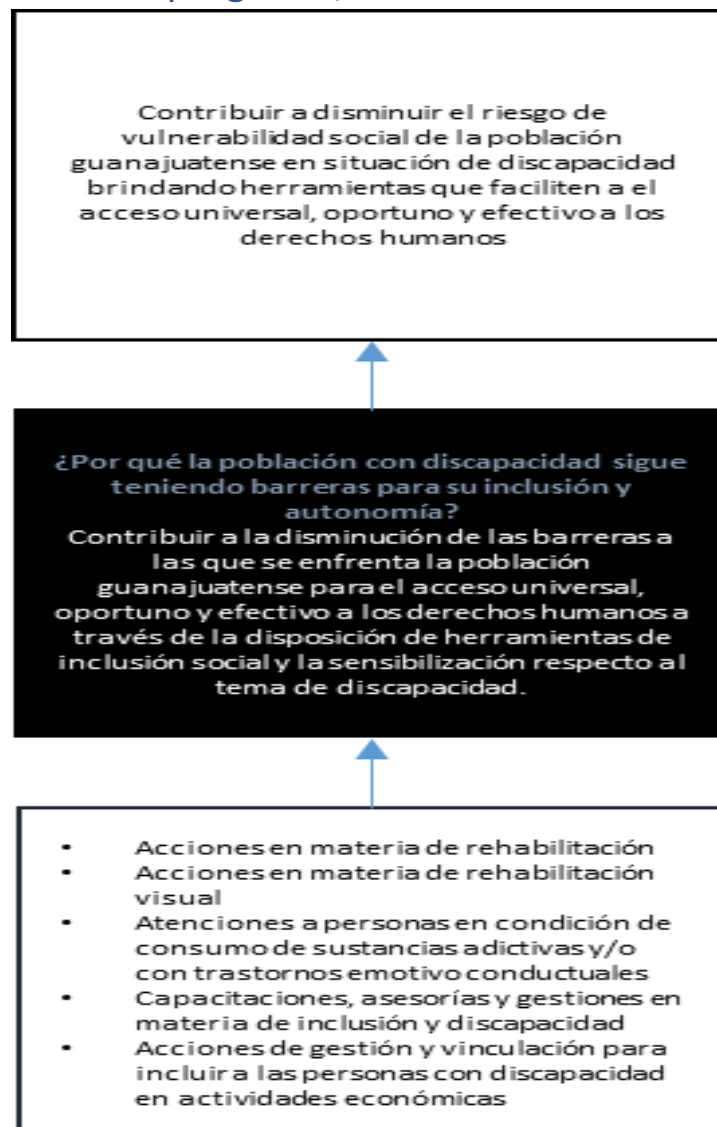 Contribuir a disminuir el riesgo de
vulnerabilidad social de la población
guanajuatense en situación de discapacidad
brindando herramientas que faciliten a el
acceso universal, oportuno y efectivo a los
derechos humanos
¿Por qué la población con discapacidad sigue
teniendo barreras para su inclusión y
autonomía?
Contribuir a la disminución de las barreras a
las que se enfrenta la población
guanajuatense para el acceso universal,
oportuno y efectivo a los derechos humanos a
través de la disposición de herramientas de
inclusión social y la sensibilización respecto al
tema de discapacidad.
• Acciones en materia de rehabilitación
• Acciones en materia de rehabilitación
visual
• Atenciones a personas en condición de
consumo de sustancias adictivas y/o
con trastornos emotivo conductuales
• Capacitaciones, asesorías y gestiones en
materia de inclusión y discapacidad
• Acciones de gestión y vinculación para
incluir a las personas con discapacidad
en actividades económicas